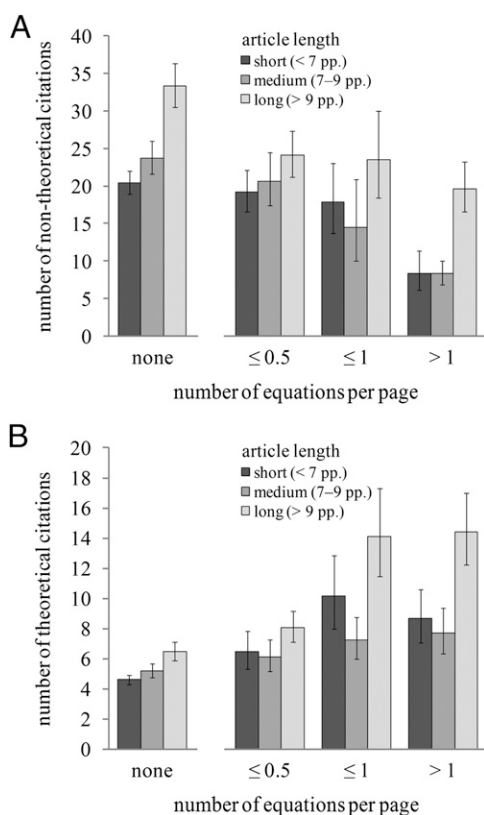 A
number of non-theoretical citations
40
35
30
25
20
15
10
5
0
article length
short (< 7 pp.)
medium (7–9 pp.)
long (> 9 pp.)
none
≤ 0.5
≤ 1
> 1
number of equations per page
B
number of theoretical citations
20
18
16
14
12
10
8
6
4
2
0
article length
short (< 7 pp.)
medium (7–9 pp.)
long (> 9 pp.)
none
≤ 0.5
≤ 1
> 1
number of equations per page